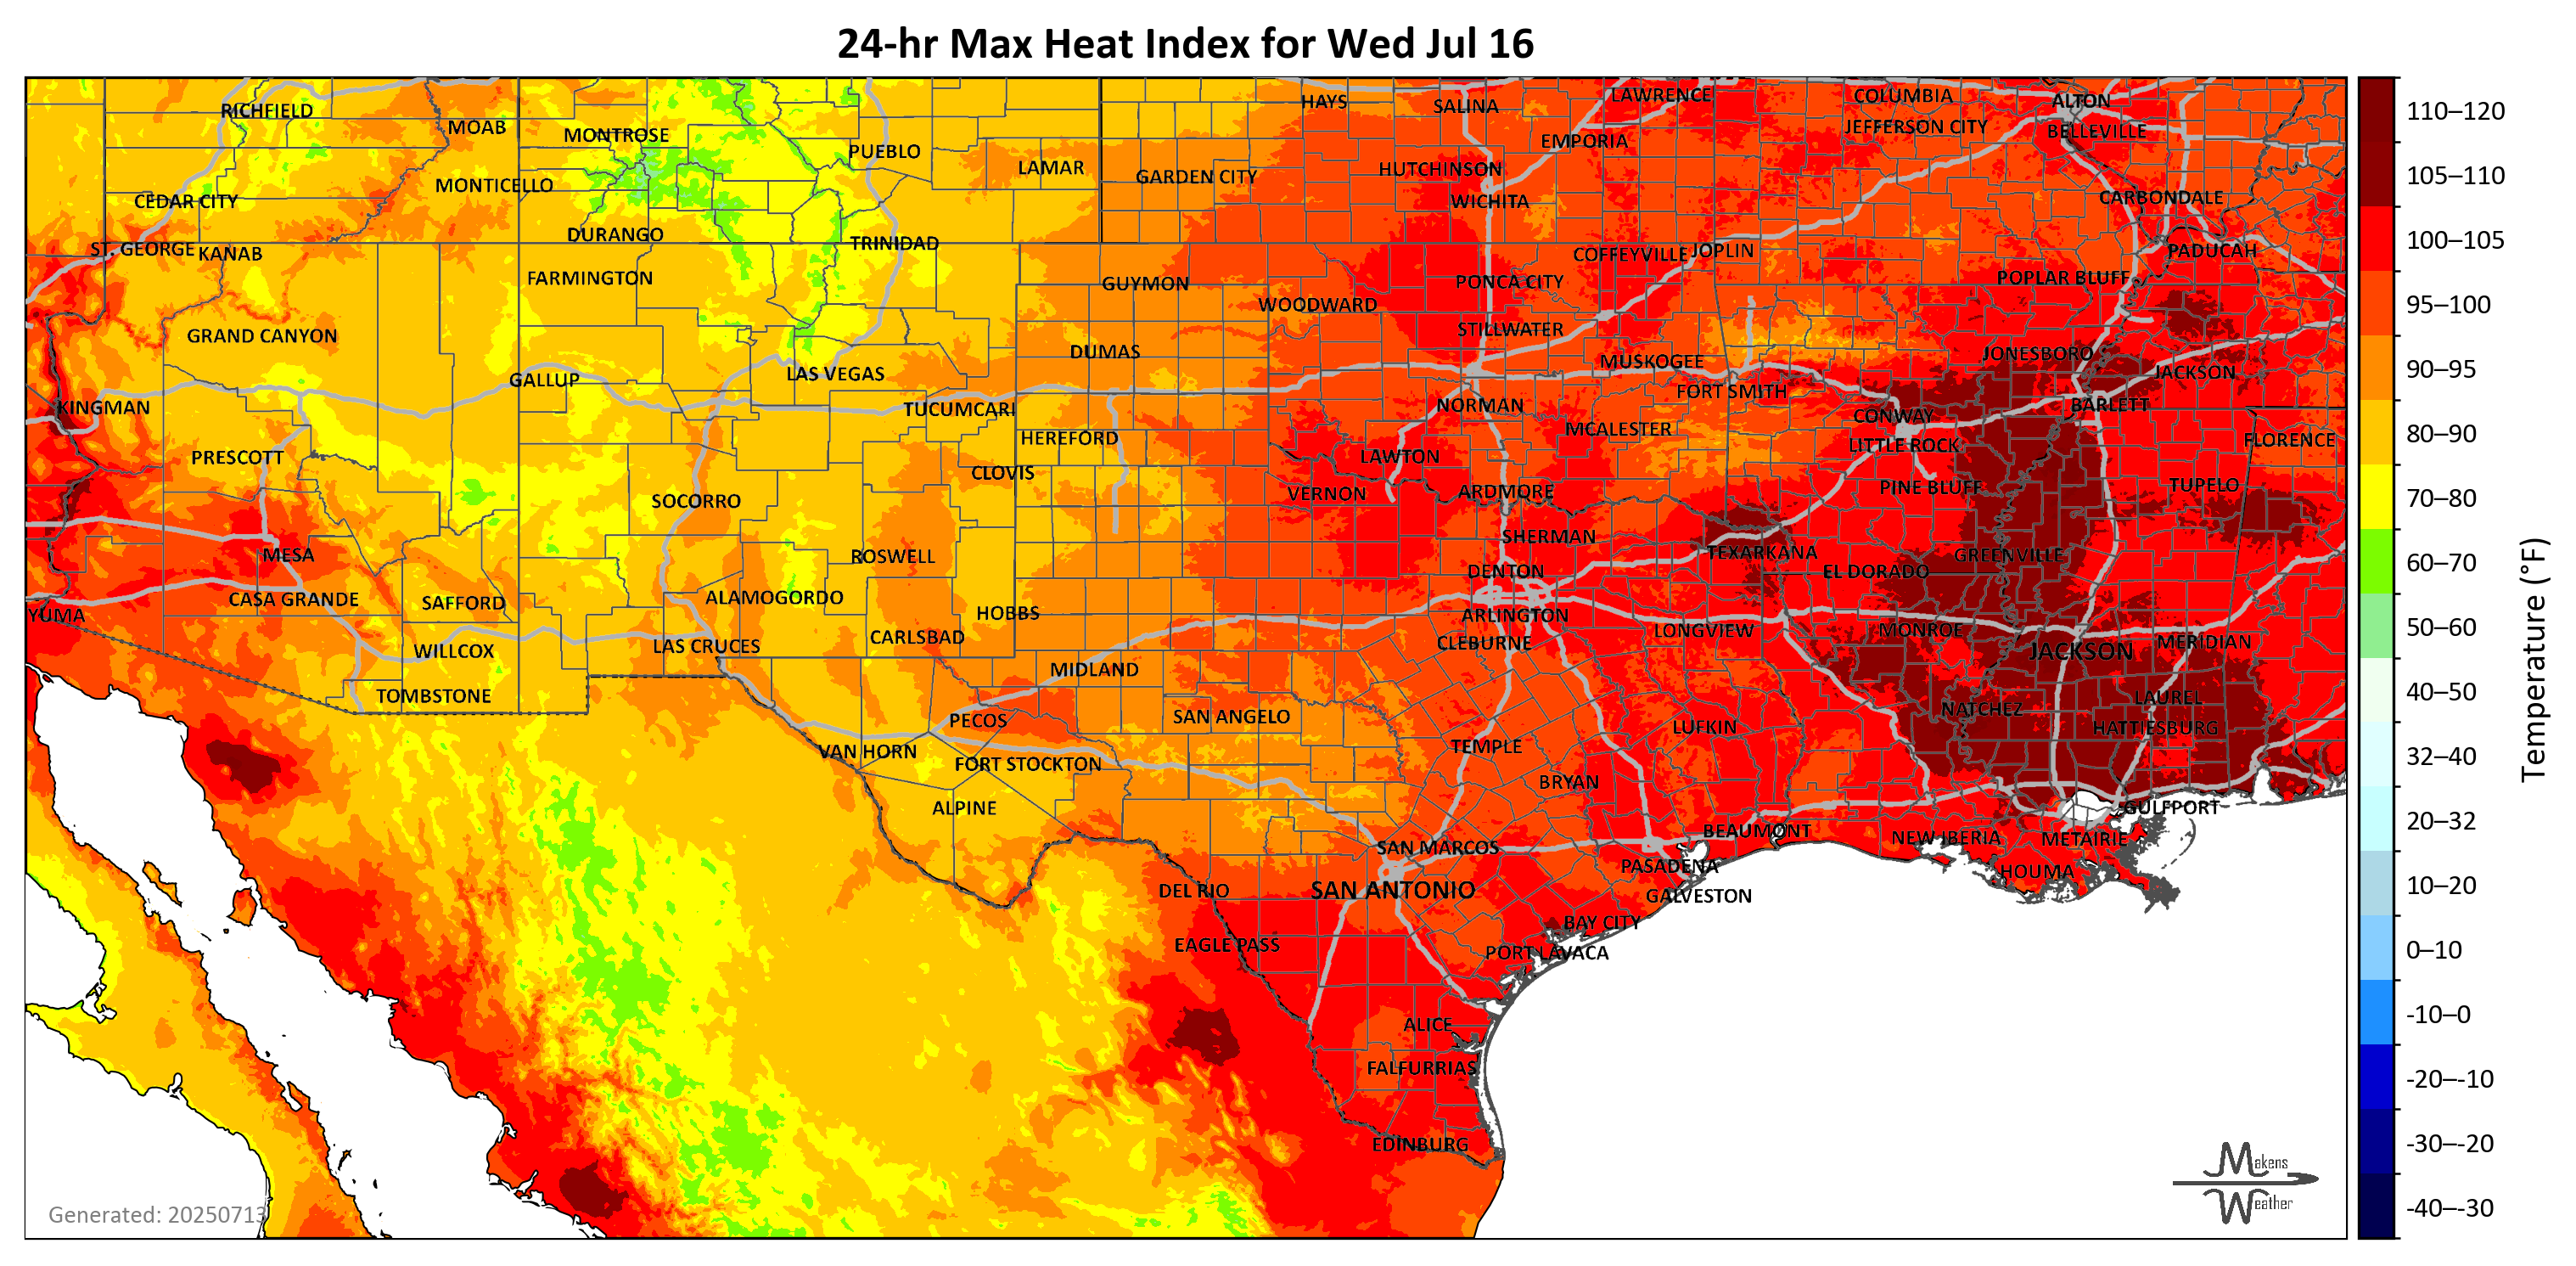 24-hr Max Heat Index for Wed Jul 16
RICHFIELD
MOAB
MONTROSE
PUEBLO
LAMAR
HAYS
SALINA
LAWRENCE
COLUMBIA
ALTON
EMPORIA
JEFFERSON CITY
BELLEVILLE
MONTICELLO
GARDEN CITY
HUTCHINSON
CEDAR CITY
WICHITA
CARBONDALE
DURANGO
TRINIDAD
ST. GEORGE
KANAB
COFFEYVILLE
JOPLIN
PADUCAH
FARMINGTON
GUYMON
PONCA CITY
POPLAR BLUFF
WOODWARD
GRAND CANYON
STILLWATER
DUMAS
MUSKOGEE
JONESBORO
GALLUP
LAS VEGAS
JACKSON
FORT SMITH
KINGMAN
TUCUMCARI
NORMAN
CONWAY
BARLETT
HEREFORD
MCALESTER
LITTLE ROCK
FLORENCE
PRESCOTT
CLOVIS
LAWTON
SOCORRO
VERNON
ARDMORE
PINE BLUFF
TUPELO
MESA
ROSWELL
SHERMAN
TEXARKANA
GREENVILLE
CASA GRANDE
SAFFORD
ALAMOGORDO
DENTON
EL DORADO
YUMA
HOBBS
ARLINGTON
WILLCOX
LAS CRUCES
CARLSBAD
CLEBURNE
LONGVIEW
MONROE
JACKSON
MERIDIAN
TOMBSTONE
MIDLAND
LAUREL
PECOS
SAN ANGELO
NATCHEZ
VAN HORN
FORT STOCKTON
TEMPLE
LUFKIN
HATTIESBURG
ALPINE
BRYAN
GULFPORT
SAN MARCOS
BEAUMONT
NEW IBERIA
METAIRIE
DEL RIO
SAN ANTONIO
PASADENA
GALVESTON
HOUMA
EAGLE PASS
BAY CITY
PORT LAVACA
ALICE
FALFURRIAS
EDINBURG
Generated: 20250713
Makens
Weather
110–120
105–110
100–105
95–100
90–95
80–90
70–80
60–70
50–60
40–50
32–40
20–32
10–20
0–10
-10–0
-20–-10
-30–-20
-40–-30
Temperature (°F)